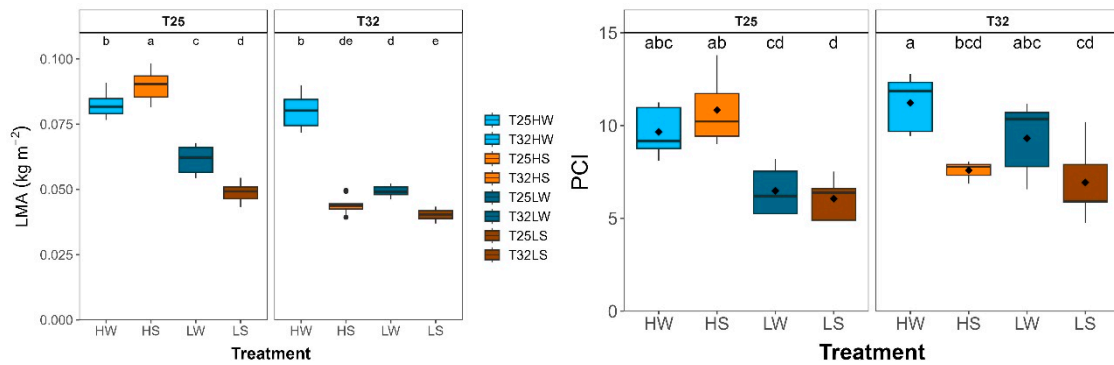 T25 T32
b a c d b de d e
0.100
0.075
0.050
0.025
0.000
LMA (kg m⁻²)
HW HS LW LS HW HS LW LS
Treatment
T25HW
T32HW
T25HS
T32HS
T25LW
T32LW
T25LS
T32LS
T25 T32
abc ab cd d a bcd abc cd
15
10
5
0
PCI
HW HS LW LS HW HS LW LS
Treatment